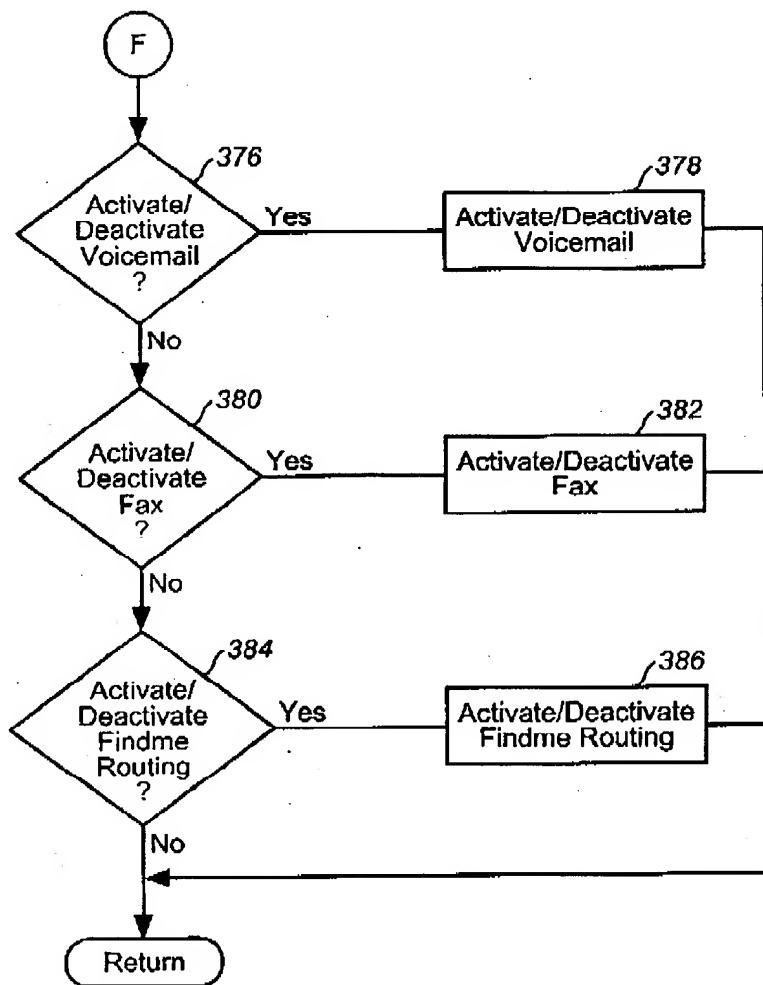 F
376
Activate/
Deactivate
Voicemail
?
Yes
378
Activate/Deactivate
Voicemail
No
380
Activate/
Deactivate
Fax
?
Yes
382
Activate/Deactivate
Fax
No
384
Activate/
Deactivate
Findme
Routing
?
Yes
386
Activate/Deactivate
Findme Routing
No
Return